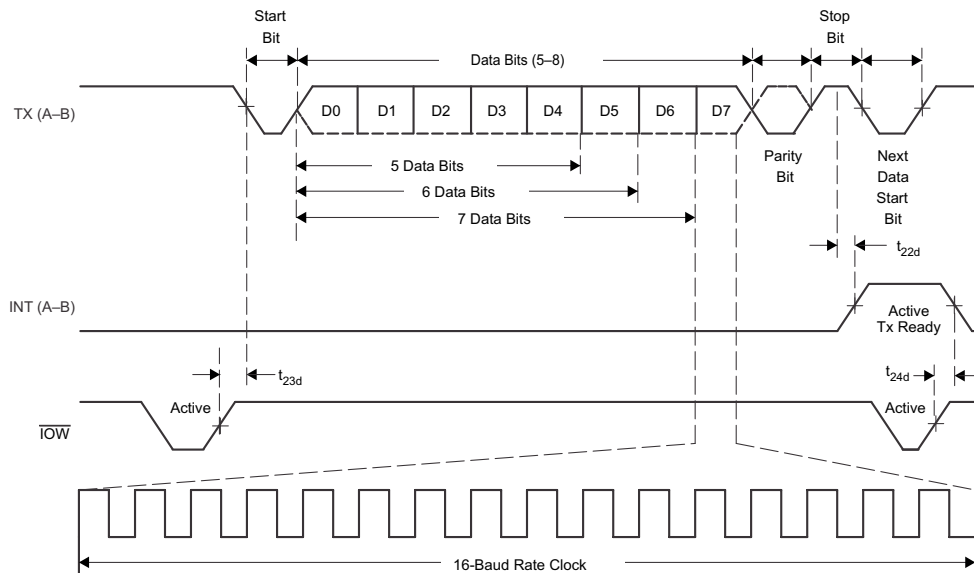 Start
Bit
Stop
Bit
Data Bits (5–8)
TX (A–B)
D0 D1 D2 D3 D4 D5 D6 D7
5 Data Bits
6 Data Bits
7 Data Bits
Parity
Bit
Next
Data
Start
Bit
t22d
INT (A–B)
Active
Tx Ready
t23d
t24d
IOW
Active
Active
16-Baud Rate Clock